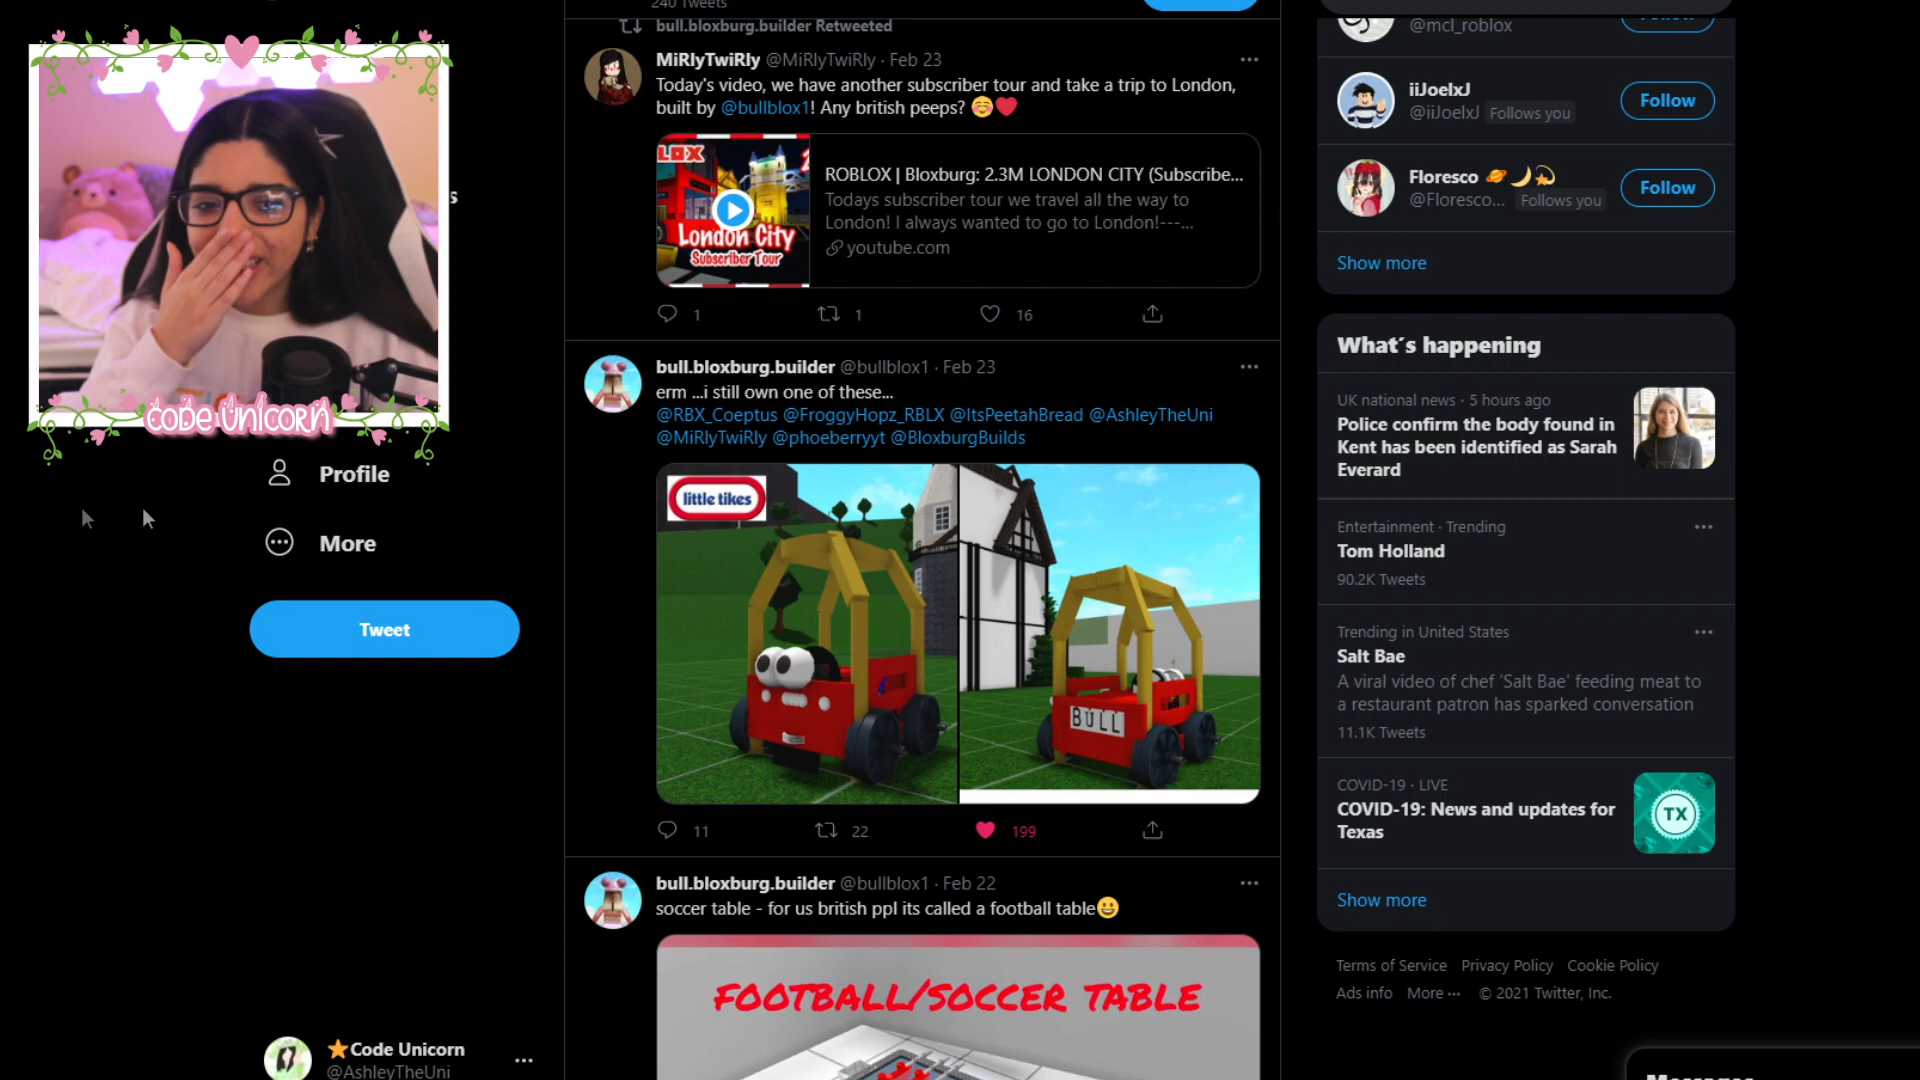 240 Tweets
bull.bloxburg.builder Retweeted
MiRlyTwiRly @MiRlyTwiRly · Feb 23
Today's video, we have another subscriber tour and take a trip to London,
built by @bullblox1! Any british peeps? ☺️❤️
LOX
London City
Subscriber Tour
ROBLOX | Bloxburg: 2.3M LONDON CITY (Subscribe...
Todays subscriber tour we travel all the way to
London! I always wanted to go to London!---...
youtube.com
1 1 16
bull.bloxburg.builder @bullblox1 · Feb 23
erm ...i still own one of these...
@RBX_Coeptus @FroggyHopz_RBLX @ItsPeetahBread @AshleyTheUni
@MiRlyTwiRly @phoeberryyt @BloxburgBuilds
little tikes
BULL
11 22 199
bull.bloxburg.builder @bullblox1 · Feb 22
soccer table - for us british ppl its called a football table😀
FOOTBALL/SOCCER TABLE
CODE UNICORN
s
Profile
More
Tweet
⭐Code Unicorn
@AshleyTheUni
@mcl_roblox
iiJoelxJ
@iiJoelxJ Follows you
Follow
Floresco 🪐🌙💫
@Floresco... Follows you
Follow
Show more
What's happening
UK national news · 5 hours ago
Police confirm the body found in
Kent has been identified as Sarah
Everard
Entertainment · Trending
Tom Holland
90.2K Tweets
Trending in United States
Salt Bae
A viral video of chef 'Salt Bae' feeding meat to
a restaurant patron has sparked conversation
11.1K Tweets
COVID-19 · LIVE
COVID-19: News and updates for
Texas
TX
Show more
Terms of Service Privacy Policy Cookie Policy
Ads info More ··· © 2021 Twitter, Inc.
Messages